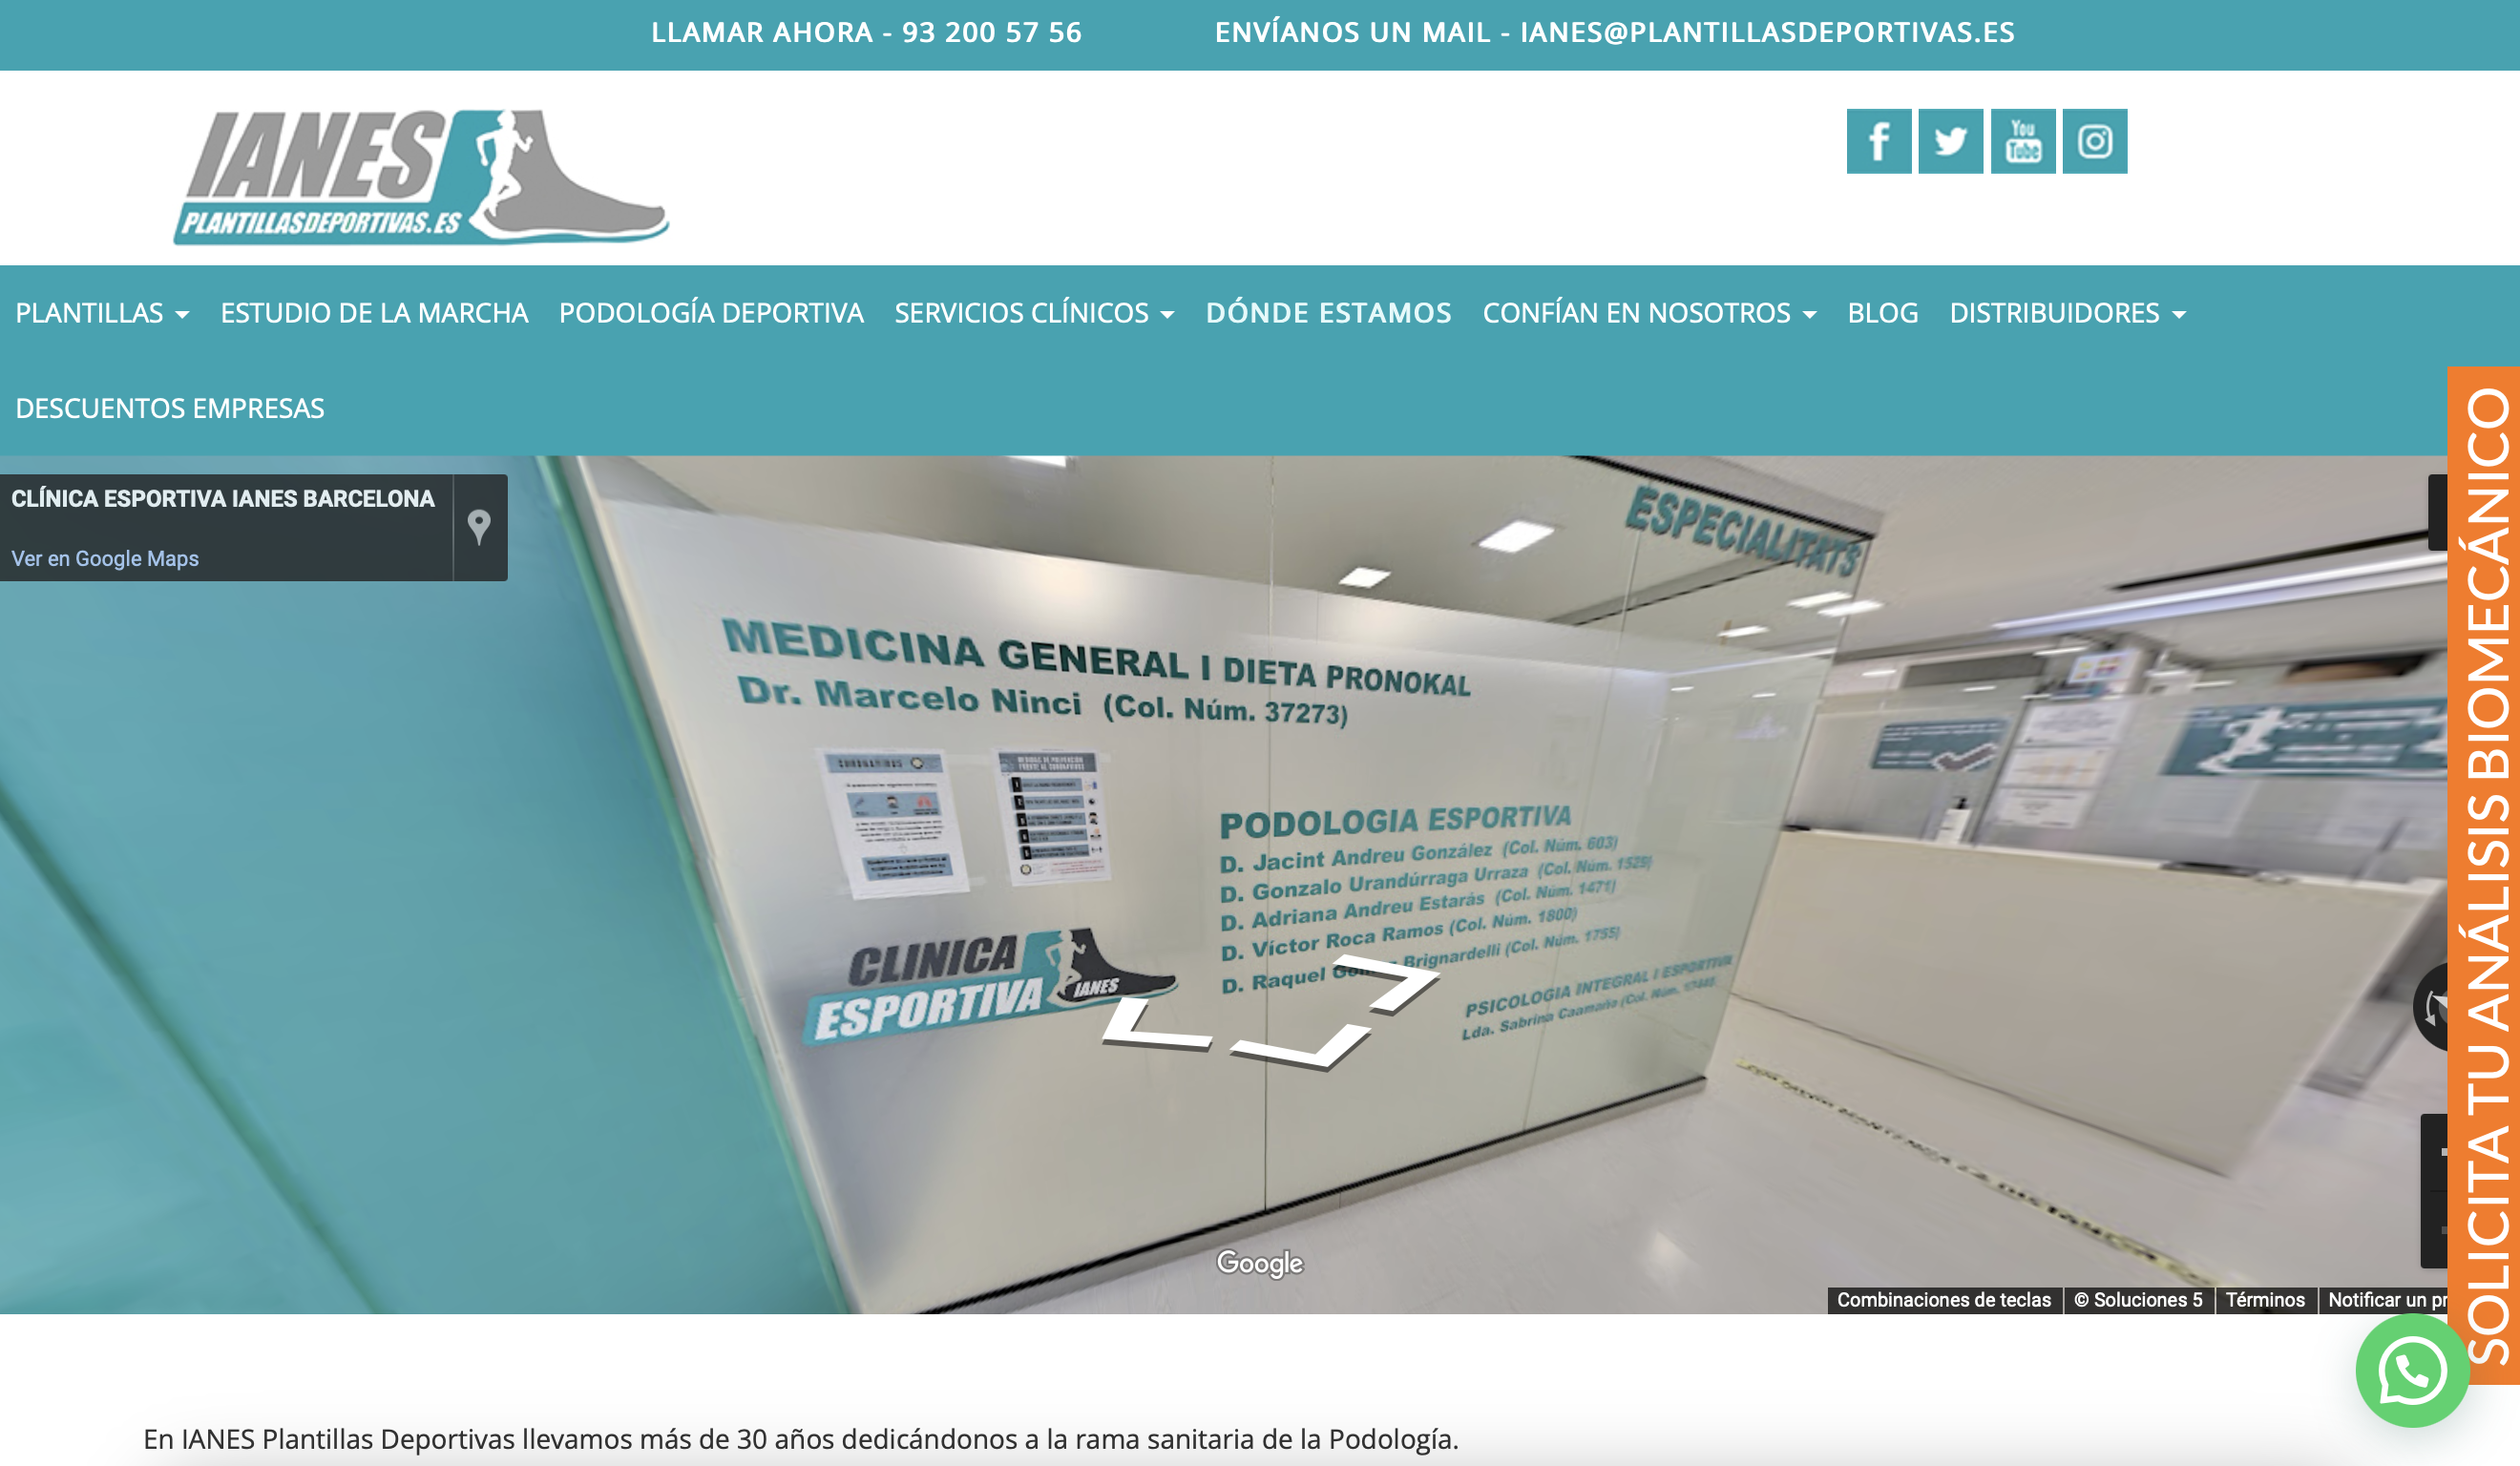 LLAMAR AHORA - 93 200 57 56
ENVÍANOS UN MAIL - IANES@PLANTILLASDEPORTIVAS.ES
IANES
PLANTILLASDEPORTIVAS.ES
f
You
Tube
PLANTILLAS
ESTUDIO DE LA MARCHA
PODOLOGÍA DEPORTIVA
SERVICIOS CLÍNICOS
DÓNDE ESTAMOS
CONFÍAN EN NOSOTROS
BLOG
DISTRIBUIDORES
DESCUENTOS EMPRESAS
CLÍNICA ESPORTIVA IANES BARCELONA
Ver en Google Maps
ESPECIALITATS
MEDICINA GENERAL I DIETA PRONOKAL
Dr. Marcelo Ninci (Col. Núm. 37273)
CORONAVIRUS
PODOLOGIA ESPORTIVA
D. Jacint Andreu González (Col. Núm. 603)
D. Gonzalo Urandúrraga Urraza (Col. Núm. 1529)
D. Adriana Andreu Estarás (Col. Núm. 1471)
D. Víctor Roca Ramos (Col. Núm. 1800)
D. Raquel Brignardelli (Col. Núm. 1755)
CLINICA
ESPORTIVA
IANES
PSICOLOGIA INTEGRAL I ESPORTIVA
Lda. Sabrina Caamaño (Col. Núm.
Google
Combinaciones de teclas
© Soluciones 5
Términos
Notificar un pr
SOLICITA TU ANÁLISIS BIOMECÁNICO
En IANES Plantillas Deportivas llevamos más de 30 años dedicándonos a la rama sanitaria de la Podología.